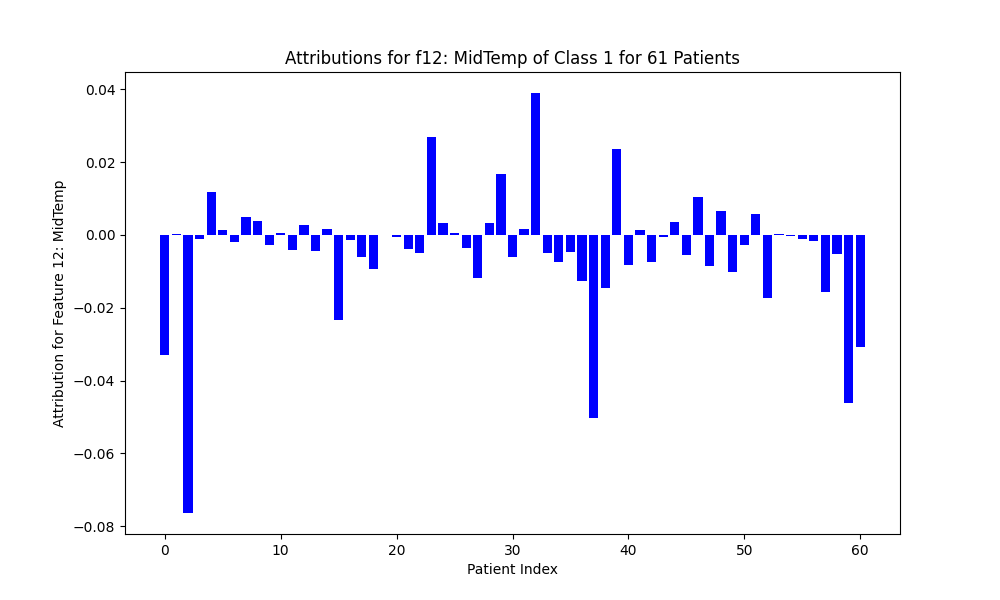 Attributions for f12: MidTemp of Class 1 for 61 Patients
Attribution for Feature 12: MidTemp
0.04
0.02
0.00
−0.02
−0.04
−0.06
−0.08
0 10 20 30 40 50 60
Patient Index